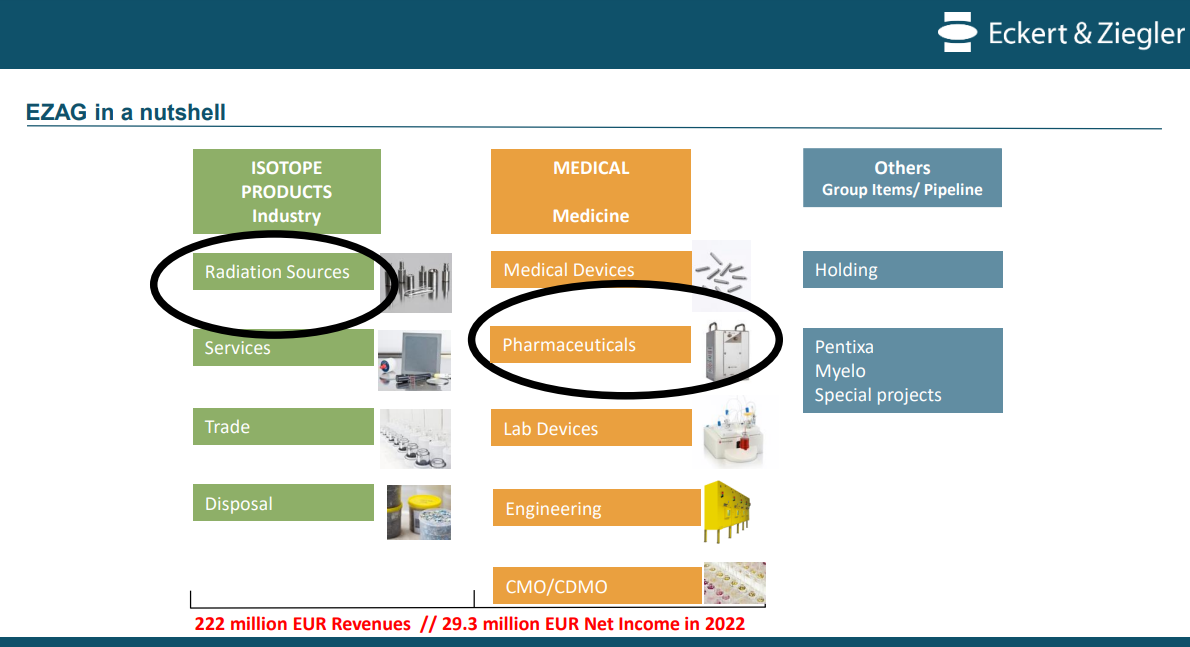 Eckert & Ziegler
EZAG in a nutshell
ISOTOPE
PRODUCTS
Industry
Radiation Sources
Services
Trade
Disposal
MEDICAL
Medicine
Medical Devices
Pharmaceuticals
Lab Devices
Engineering
CMO/CDMO
Others
Group Items/ Pipeline
Holding
Pentixa
Myelo
Special projects
222 million EUR Revenues // 29.3 million EUR Net Income in 2022